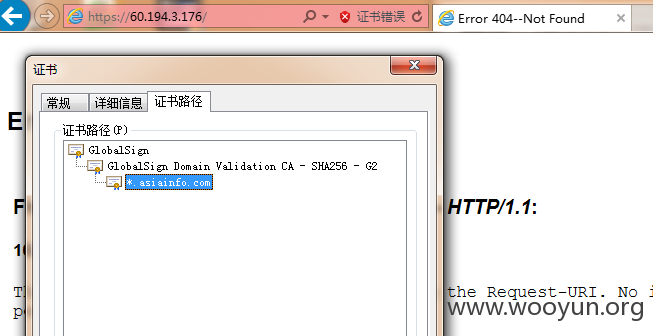 https://60.194.3.176/
证书错误
Error 404--Not Found
证书
常规
详细信息
证书路径
证书路径(P)
GlobalSign
GlobalSign Domain Validation CA - SHA256 - G2
*.asiainfo.com
HTTP/1.1:
the Request-URI. No i
www.wooyun.org